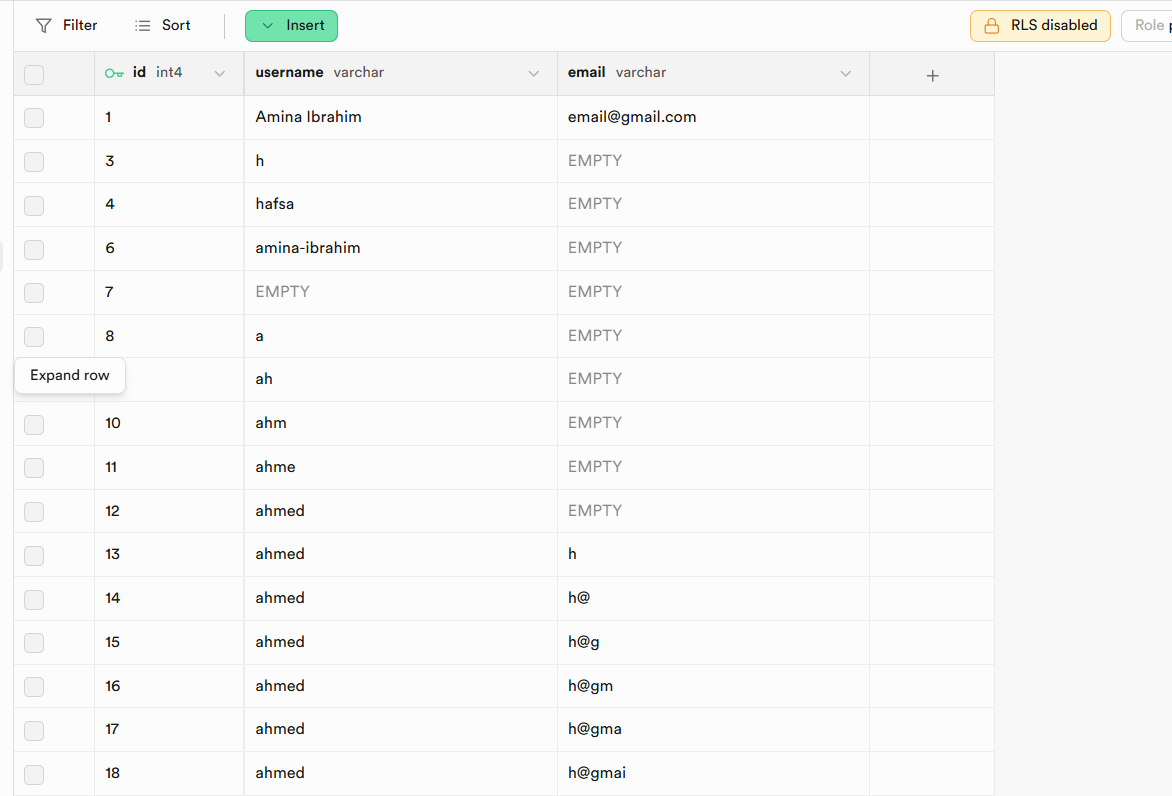 Filter Sort Insert RLS disabled Role
id int4 username varchar email varchar
1 Amina Ibrahim email@gmail.com
3 h EMPTY
4 hafsa EMPTY
6 amina-ibrahim EMPTY
7 EMPTY EMPTY
8 a EMPTY
Expand row ah EMPTY
10 ahm EMPTY
11 ahme EMPTY
12 ahmed EMPTY
13 ahmed h
14 ahmed h@
15 ahmed h@g
16 ahmed h@gm
17 ahmed h@gma
18 ahmed h@gmai